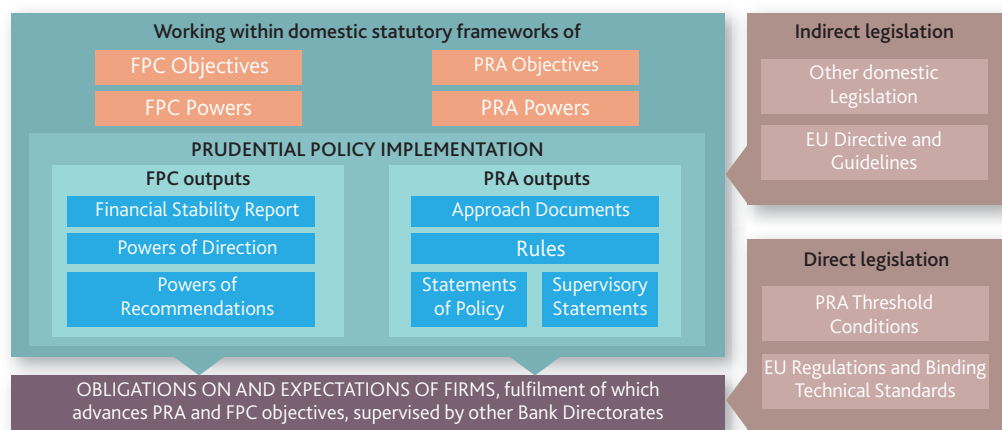 Working within domestic statutory frameworks of
FPC Objectives
PRA Objectives
FPC Powers
PRA Powers
PRUDENTIAL POLICY IMPLEMENTATION
FPC outputs
Financial Stability Report
Powers of Direction
Powers of
Recommendations
PRA outputs
Approach Documents
Rules
Statements
of Policy
Supervisory
Statements
OBLIGATIONS ON AND EXPECTATIONS OF FIRMS, fulfilment of which
advances PRA and FPC objectives, supervised by other Bank Directorates
Indirect legislation
Other domestic
Legislation
EU Directive and
Guidelines
Direct legislation
PRA Threshold
Conditions
EU Regulations and Binding
Technical Standards